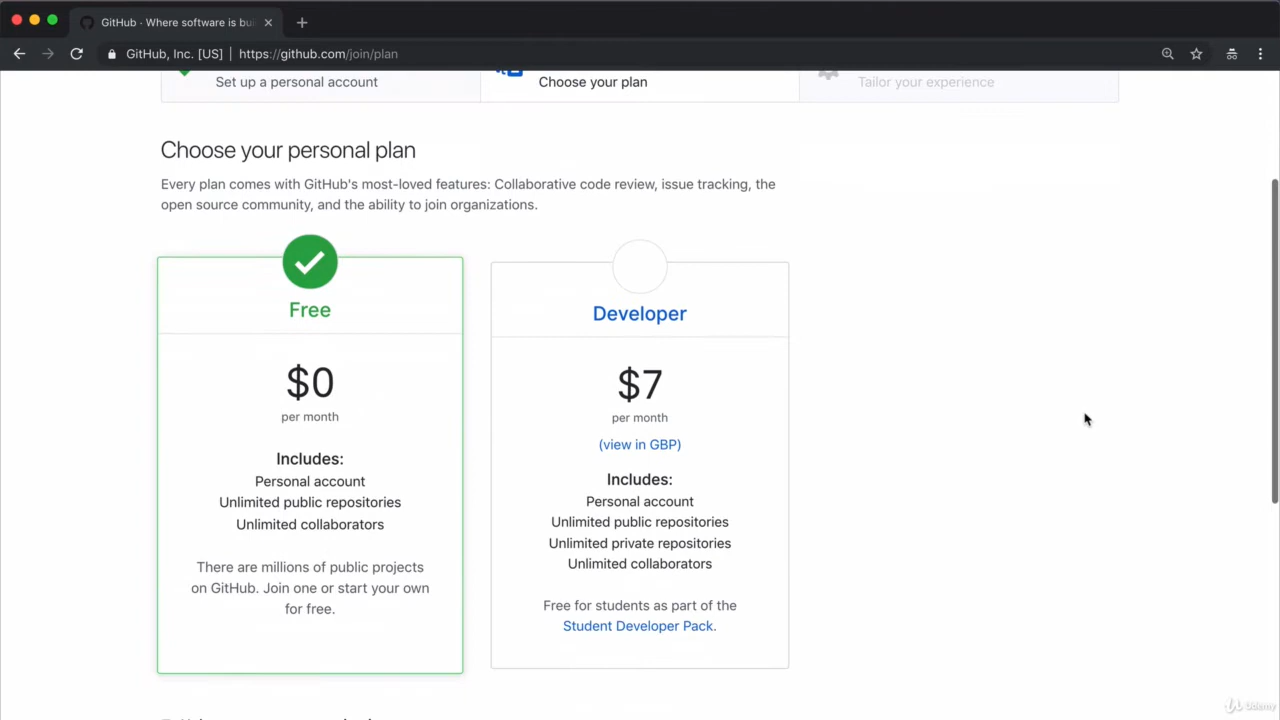 GitHub · Where software is bui
GitHub, Inc. [US] | https://github.com/join/plan
Set up a personal account
Choose your plan
Tailor your experience
Choose your personal plan
Every plan comes with GitHub's most-loved features: Collaborative code review, issue tracking, the
open source community, and the ability to join organizations.
Free
$0
per month
Includes:
Personal account
Unlimited public repositories
Unlimited collaborators
There are millions of public projects
on GitHub. Join one or start your own
for free.
Developer
$7
per month
(view in GBP)
Includes:
Personal account
Unlimited public repositories
Unlimited private repositories
Unlimited collaborators
Free for students as part of the
Student Developer Pack.
Udemy